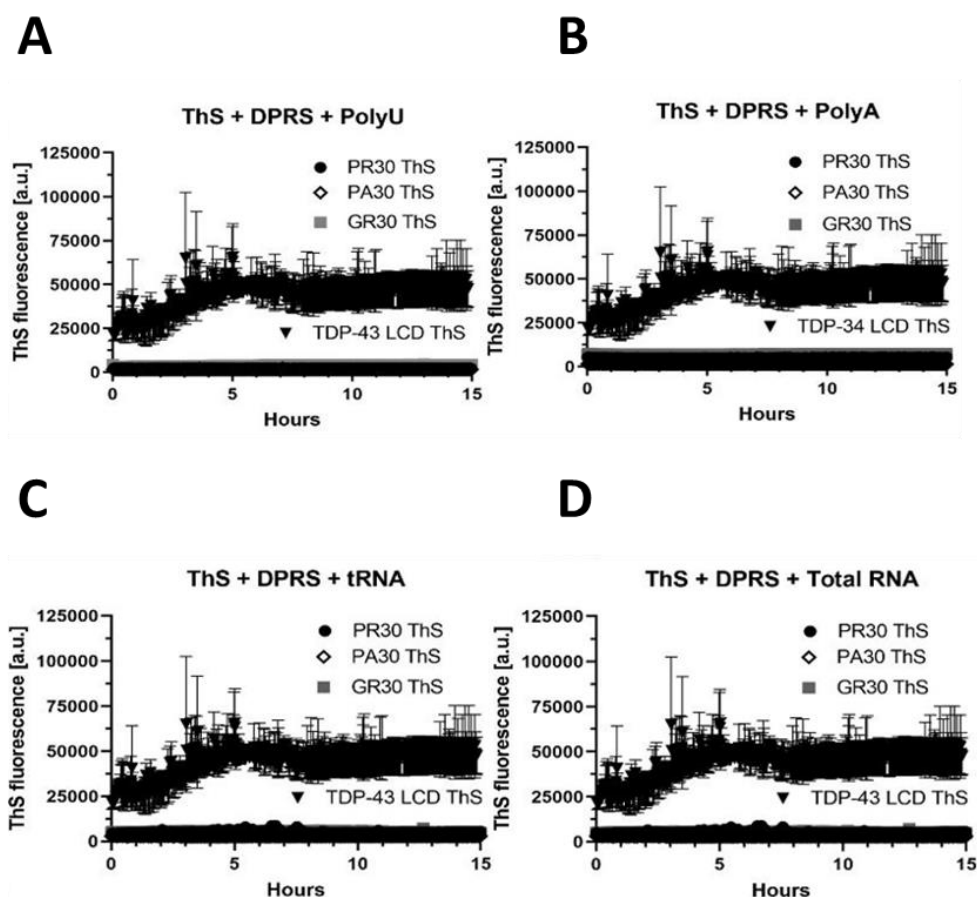 A
ThS + DPRS + PolyU
ThS fluorescence [a.u.]
125000
100000
75000
50000
25000
0
PR30 ThS
PA30 ThS
GR30 ThS
TDP-43 LCD ThS
0 5 10 15
Hours
B
ThS + DPRS + PolyA
ThS fluorescence [a.u.]
125000
100000
75000
50000
25000
0
PR30 ThS
PA30 ThS
GR30 ThS
TDP-34 LCD ThS
0 5 10 15
Hours
C
ThS + DPRS + tRNA
ThS fluorescence [a.u.]
125000
100000
75000
50000
25000
0
PR30 ThS
PA30 ThS
GR30 ThS
TDP-43 LCD ThS
0 5 10 15
Hours
D
ThS + DPRS + Total RNA
ThS fluorescence [a.u.]
125000
100000
75000
50000
25000
0
PR30 ThS
PA30 ThS
GR30 ThS
TDP-43 LCD ThS
0 5 10 15
Hours